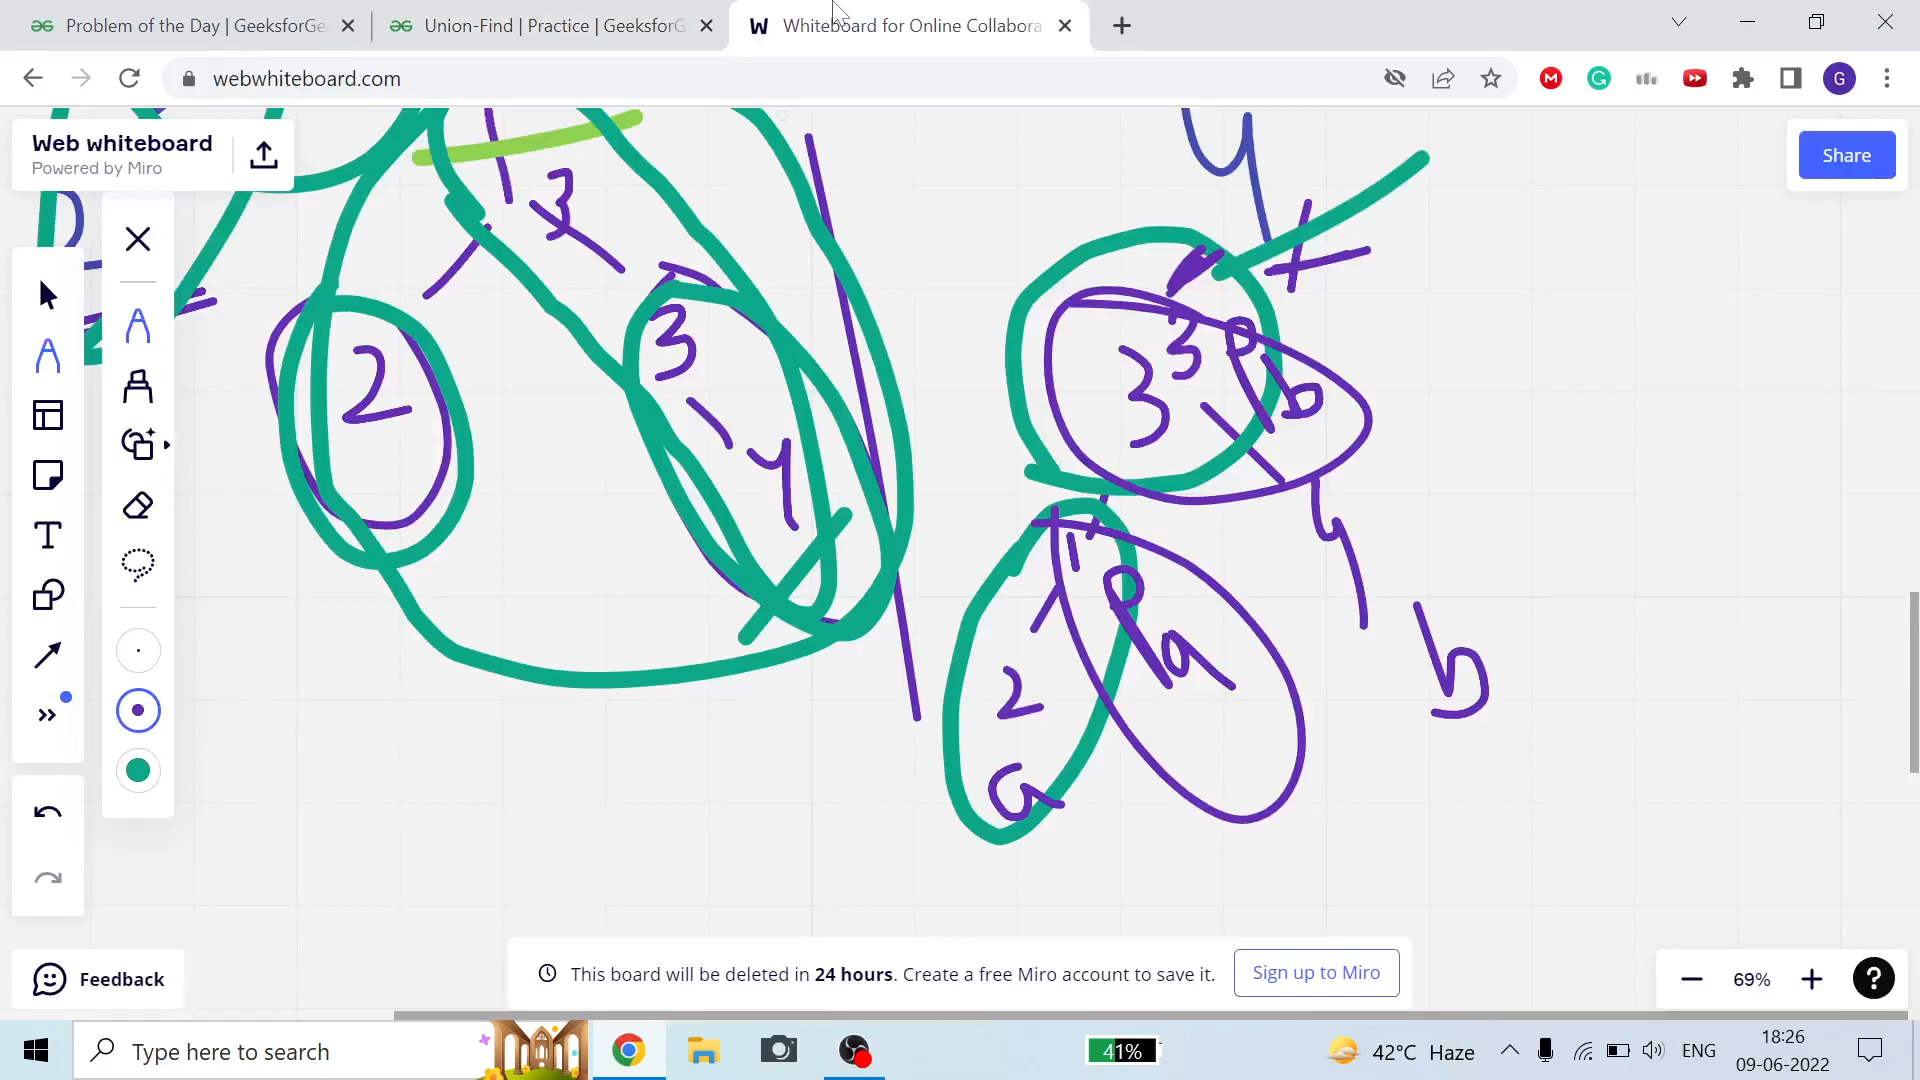 Problem of the Day | GeeksforGe
Union-Find | Practice | GeeksforG
W Whiteboard for Online Collabora
webwhiteboard.com
M
G
G
Web whiteboard
Powered by Miro
Share
y
3
2
3
4
3
3
Pb
4
b
1
Pa
2
a
T
Feedback
This board will be deleted in 24 hours. Create a free Miro account to save it.
Sign up to Miro
69%
?
Type here to search
41%
42°C Haze
ENG
18:26
09-06-2022